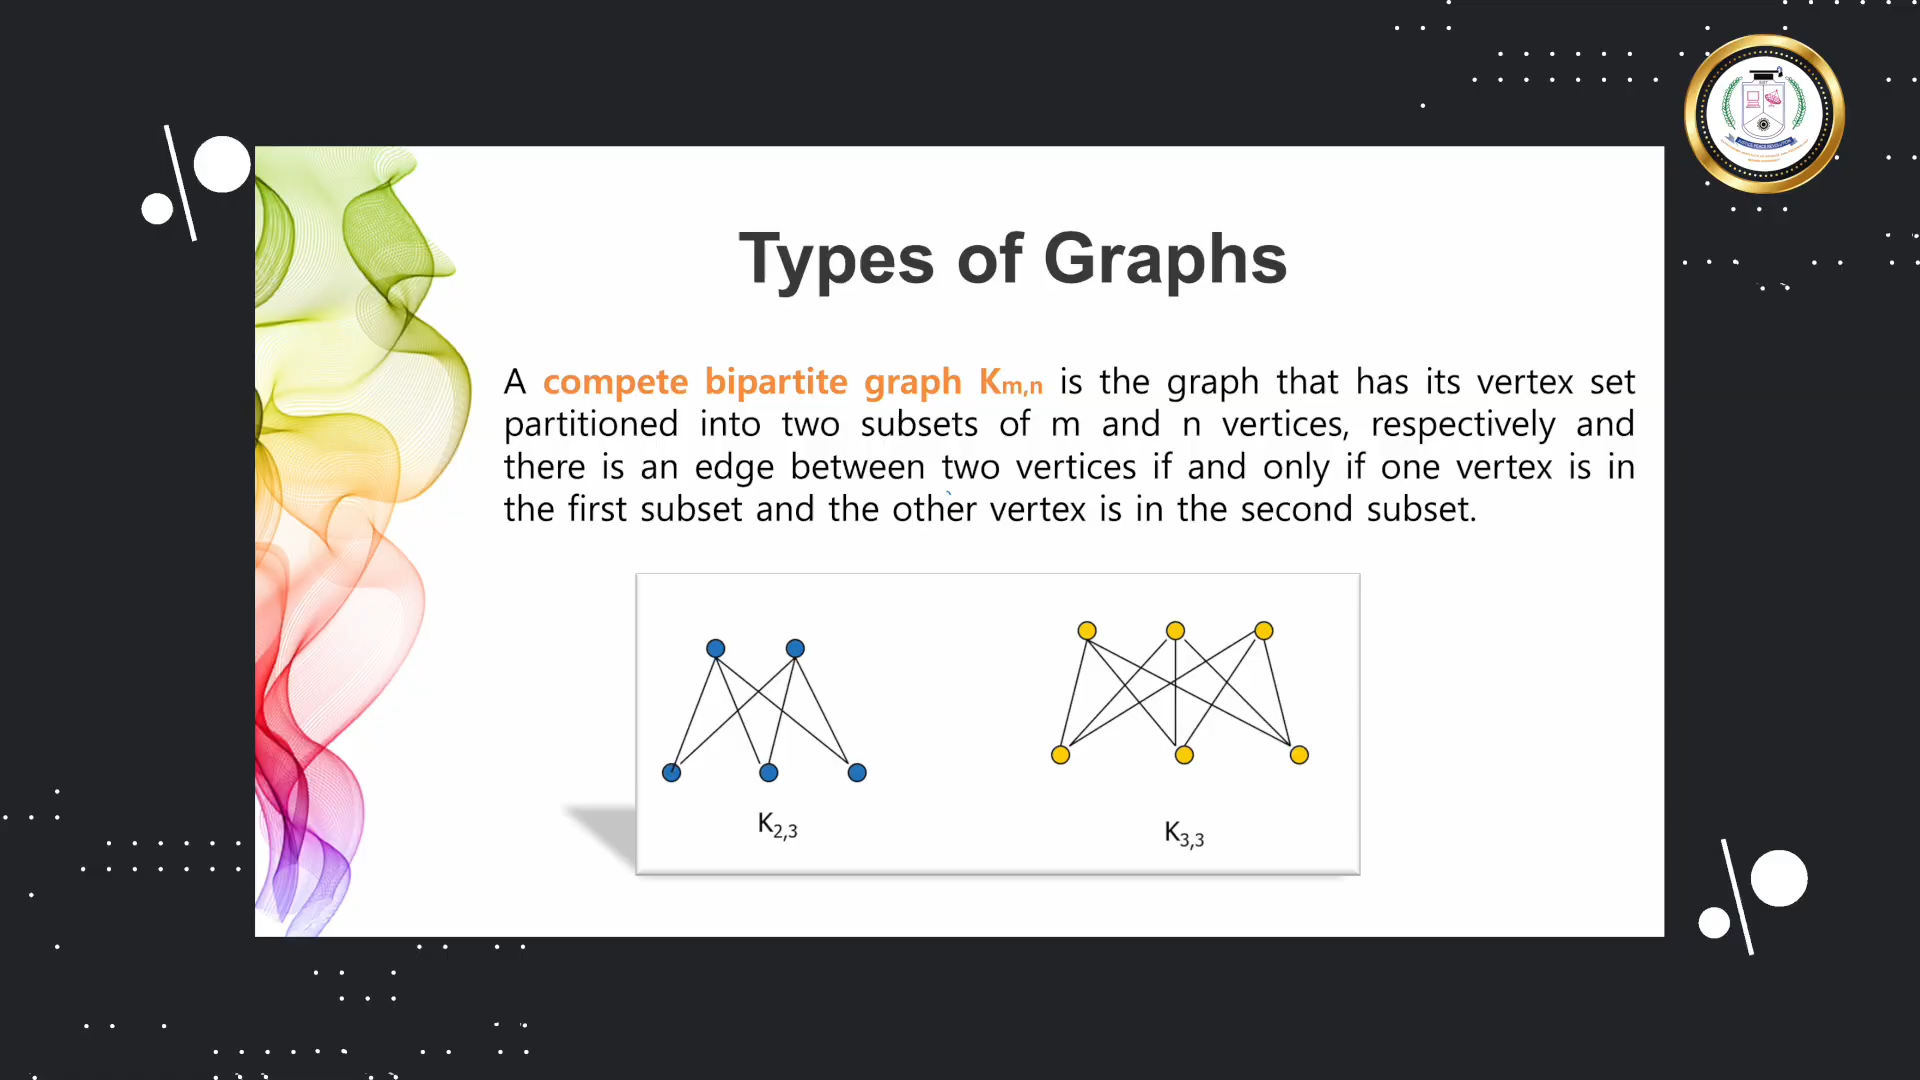 Types of Graphs
A compete bipartite graph Km,n is the graph that has its vertex set
partitioned into two subsets of m and n vertices, respectively and
there is an edge between two vertices if and only if one vertex is in
the first subset and the other vertex is in the second subset.
K2,3
K3,3